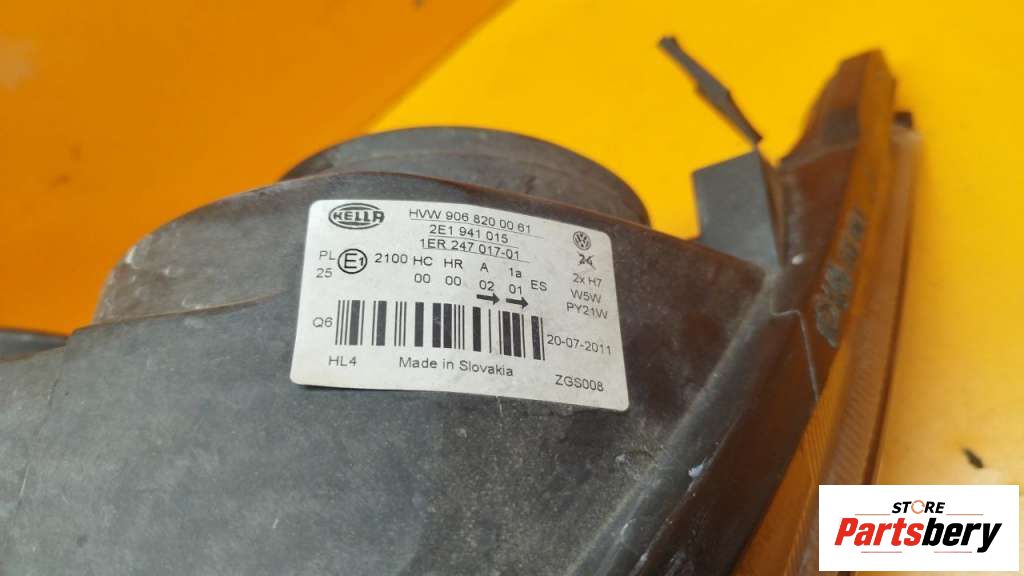 HELLA
HVW 906 820 00 61
2E1 941 015
1ER 247 017-01
PL E1 2100 HC HR A 1a
25 00 00 02 01 ES
24
2x H7
W5W
PY21W
Q6
20-07-2011
HL4 Made in Slovakia ZGS008
STORE
Partsbery